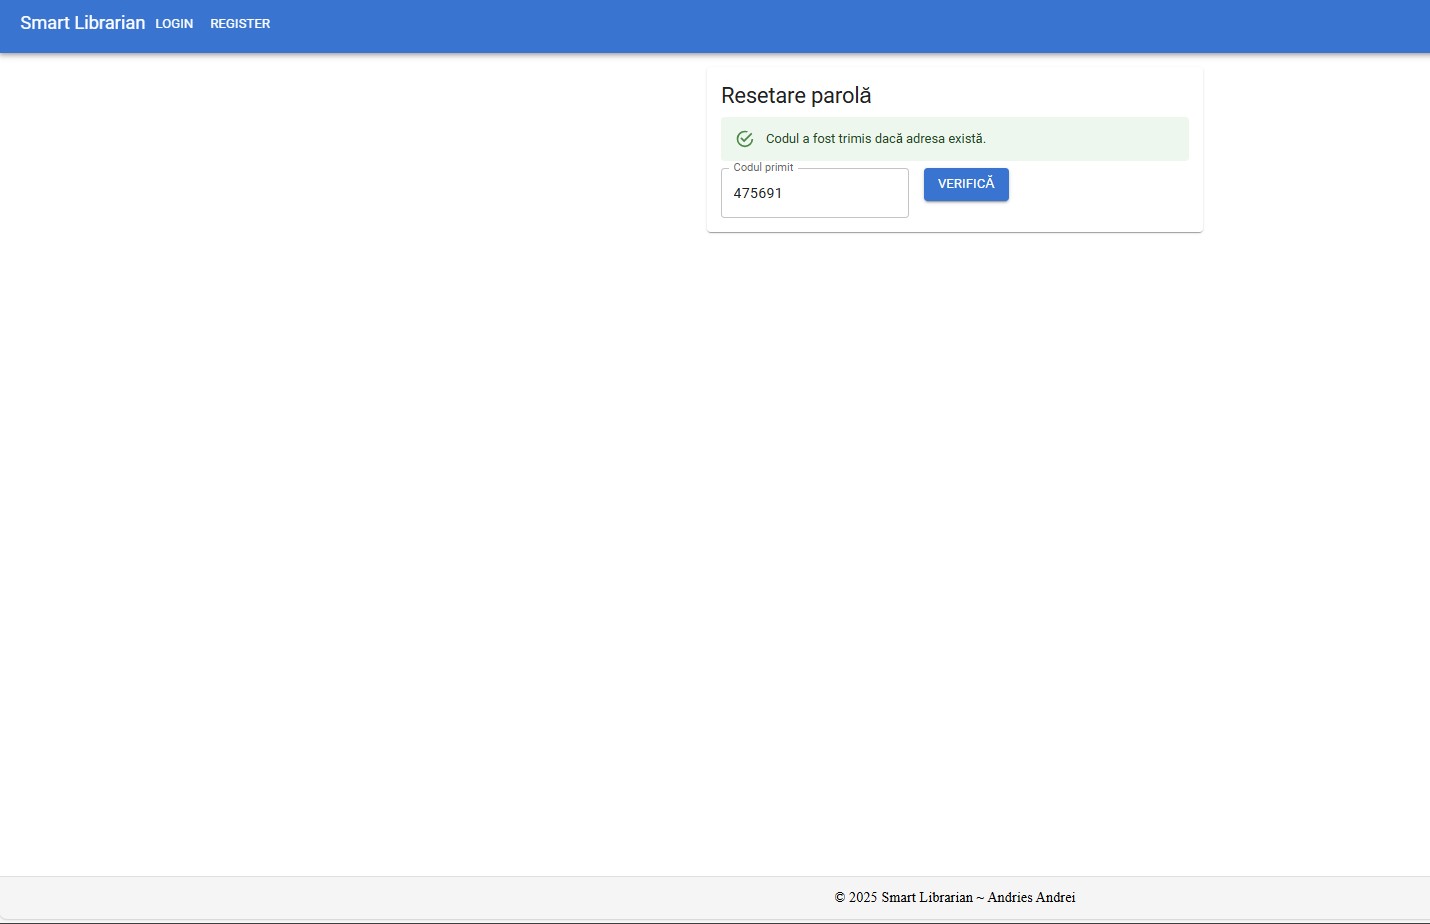 Smart Librarian LOGIN REGISTER
Resetare parolă
Codul a fost trimis dacă adresa există.
Codul primit
475691 VERIFICĂ
© 2025 Smart Librarian ~ Andries Andrei